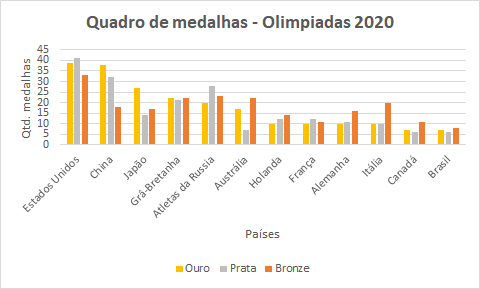 Quadro de medalhas - Olimpiadas 2020
Qtd. medalhas
45
40
35
30
25
20
15
10
5
0
Estados Unidos
China
Japão
Grã-Bretanha
Atletas da Russia
Austrália
Holanda
França
Alemanha
Itália
Canadá
Brasil
Países
Ouro Prata Bronze